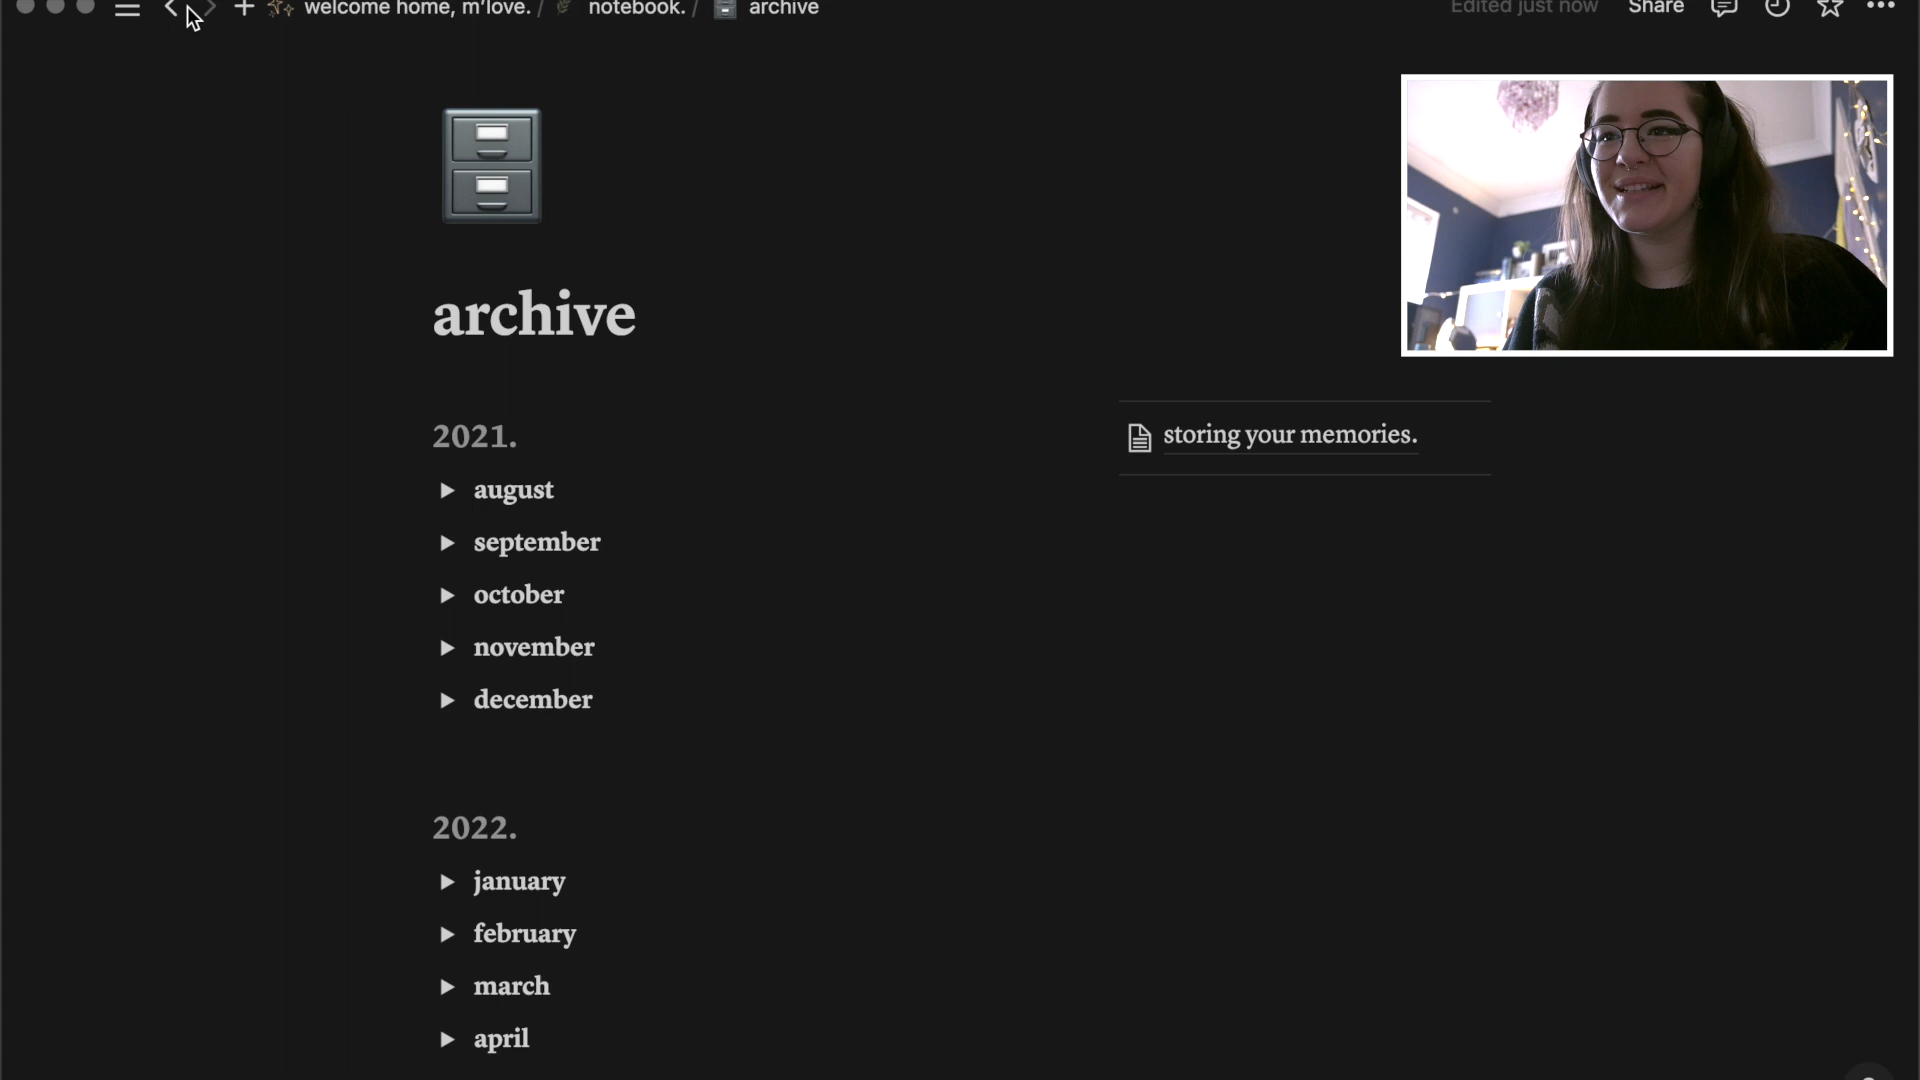 welcome home, m'love. / notebook. / archive
Edited just now Share
archive
2021.
august
september
october
november
december
storing your memories.
2022.
january
february
march
april